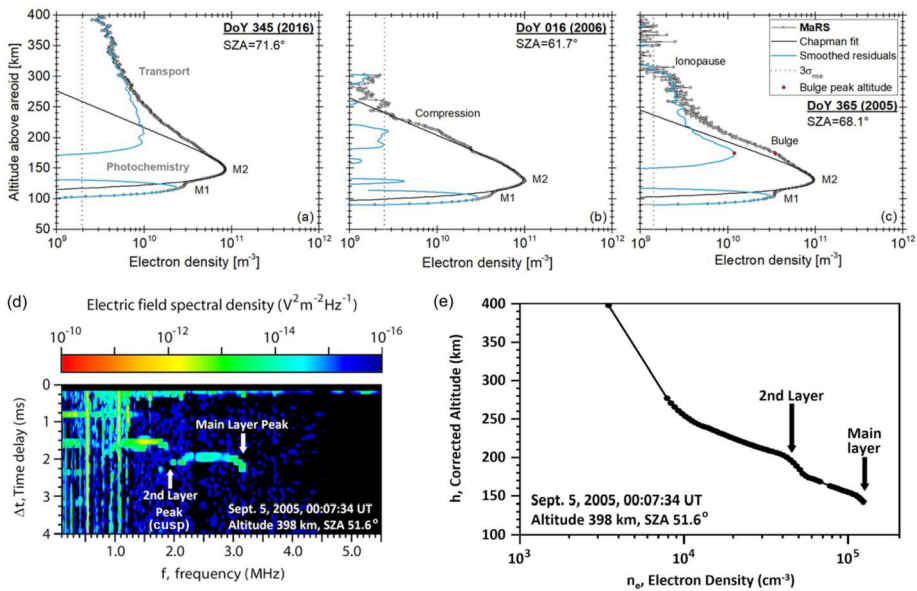 DoY 345 (2016)
SZA=71.6°
Transport
Photochemistry
M2
M1
(a)
Altitude above areoid [km]
400
350
300
250
200
150
100
50
10⁹ 10¹⁰ 10¹¹ 10¹²
Electron density [m⁻³]
DoY 016 (2006)
SZA=61.7°
Compression
M2
M1
(b)
10⁹ 10¹⁰ 10¹¹ 10¹²
Electron density [m⁻³]
MaRS
Chapman fit
Smoothed residuals
3σnse
Bulge peak altitude
Ionopause
DoY 365 (2005)
SZA=68.1°
Bulge
M2
M1
(c)
10⁹ 10¹⁰ 10¹¹ 10¹²
Electron density [m⁻³]
(d)
Electric field spectral density (V²m⁻²Hz⁻¹)
10⁻¹⁰ 10⁻¹² 10⁻¹⁴ 10⁻¹⁶
Δt, Time delay (ms)
0
1
2
3
4
Main Layer Peak
2nd Layer
Peak
(cusp)
Sept. 5, 2005, 00:07:34 UT
Altitude 398 km, SZA 51.6°
1.0 2.0 3.0 4.0 5.0
f, frequency (MHz)
(e)
h, Corrected Altitude (km)
400
350
300
250
200
150
100
2nd Layer
Main
layer
Sept. 5, 2005, 00:07:34 UT
Altitude 398 km, SZA 51.6°
10³ 10⁴ 10⁵
nₑ, Electron Density (cm⁻³)